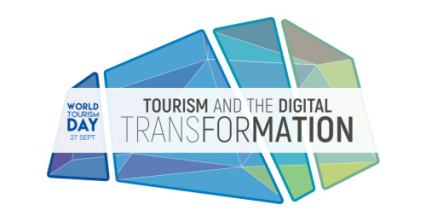 WORLD
TOURISM
DAY
27 SEPT
TOURISM AND THE DIGITAL
TRANSFORMATION